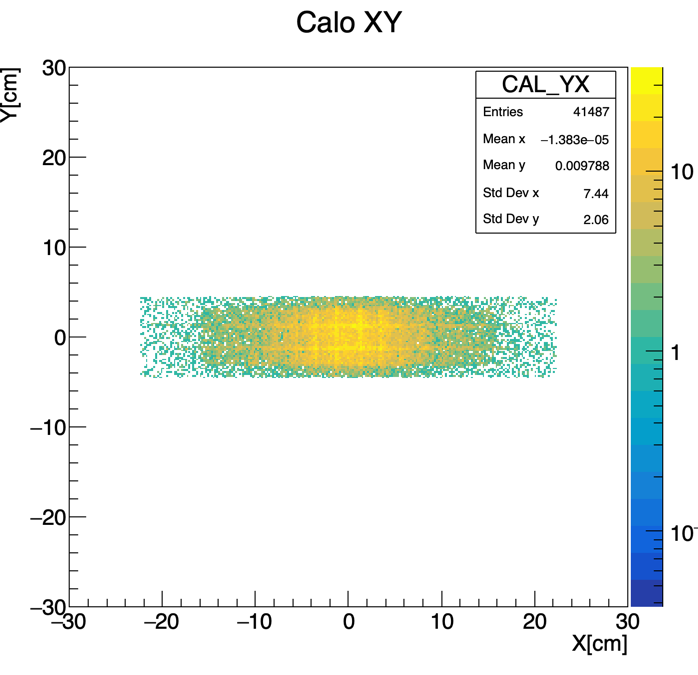 Calo XY
Y[cm]
30
20
10
0
−10
−20
−30
−30
−20
−10
0
10
20
30
X[cm]
CAL_YX
Entries 41487
Mean x −1.383e−05
Mean y 0.009788
Std Dev x 7.44
Std Dev y 2.06
10
1
10⁻